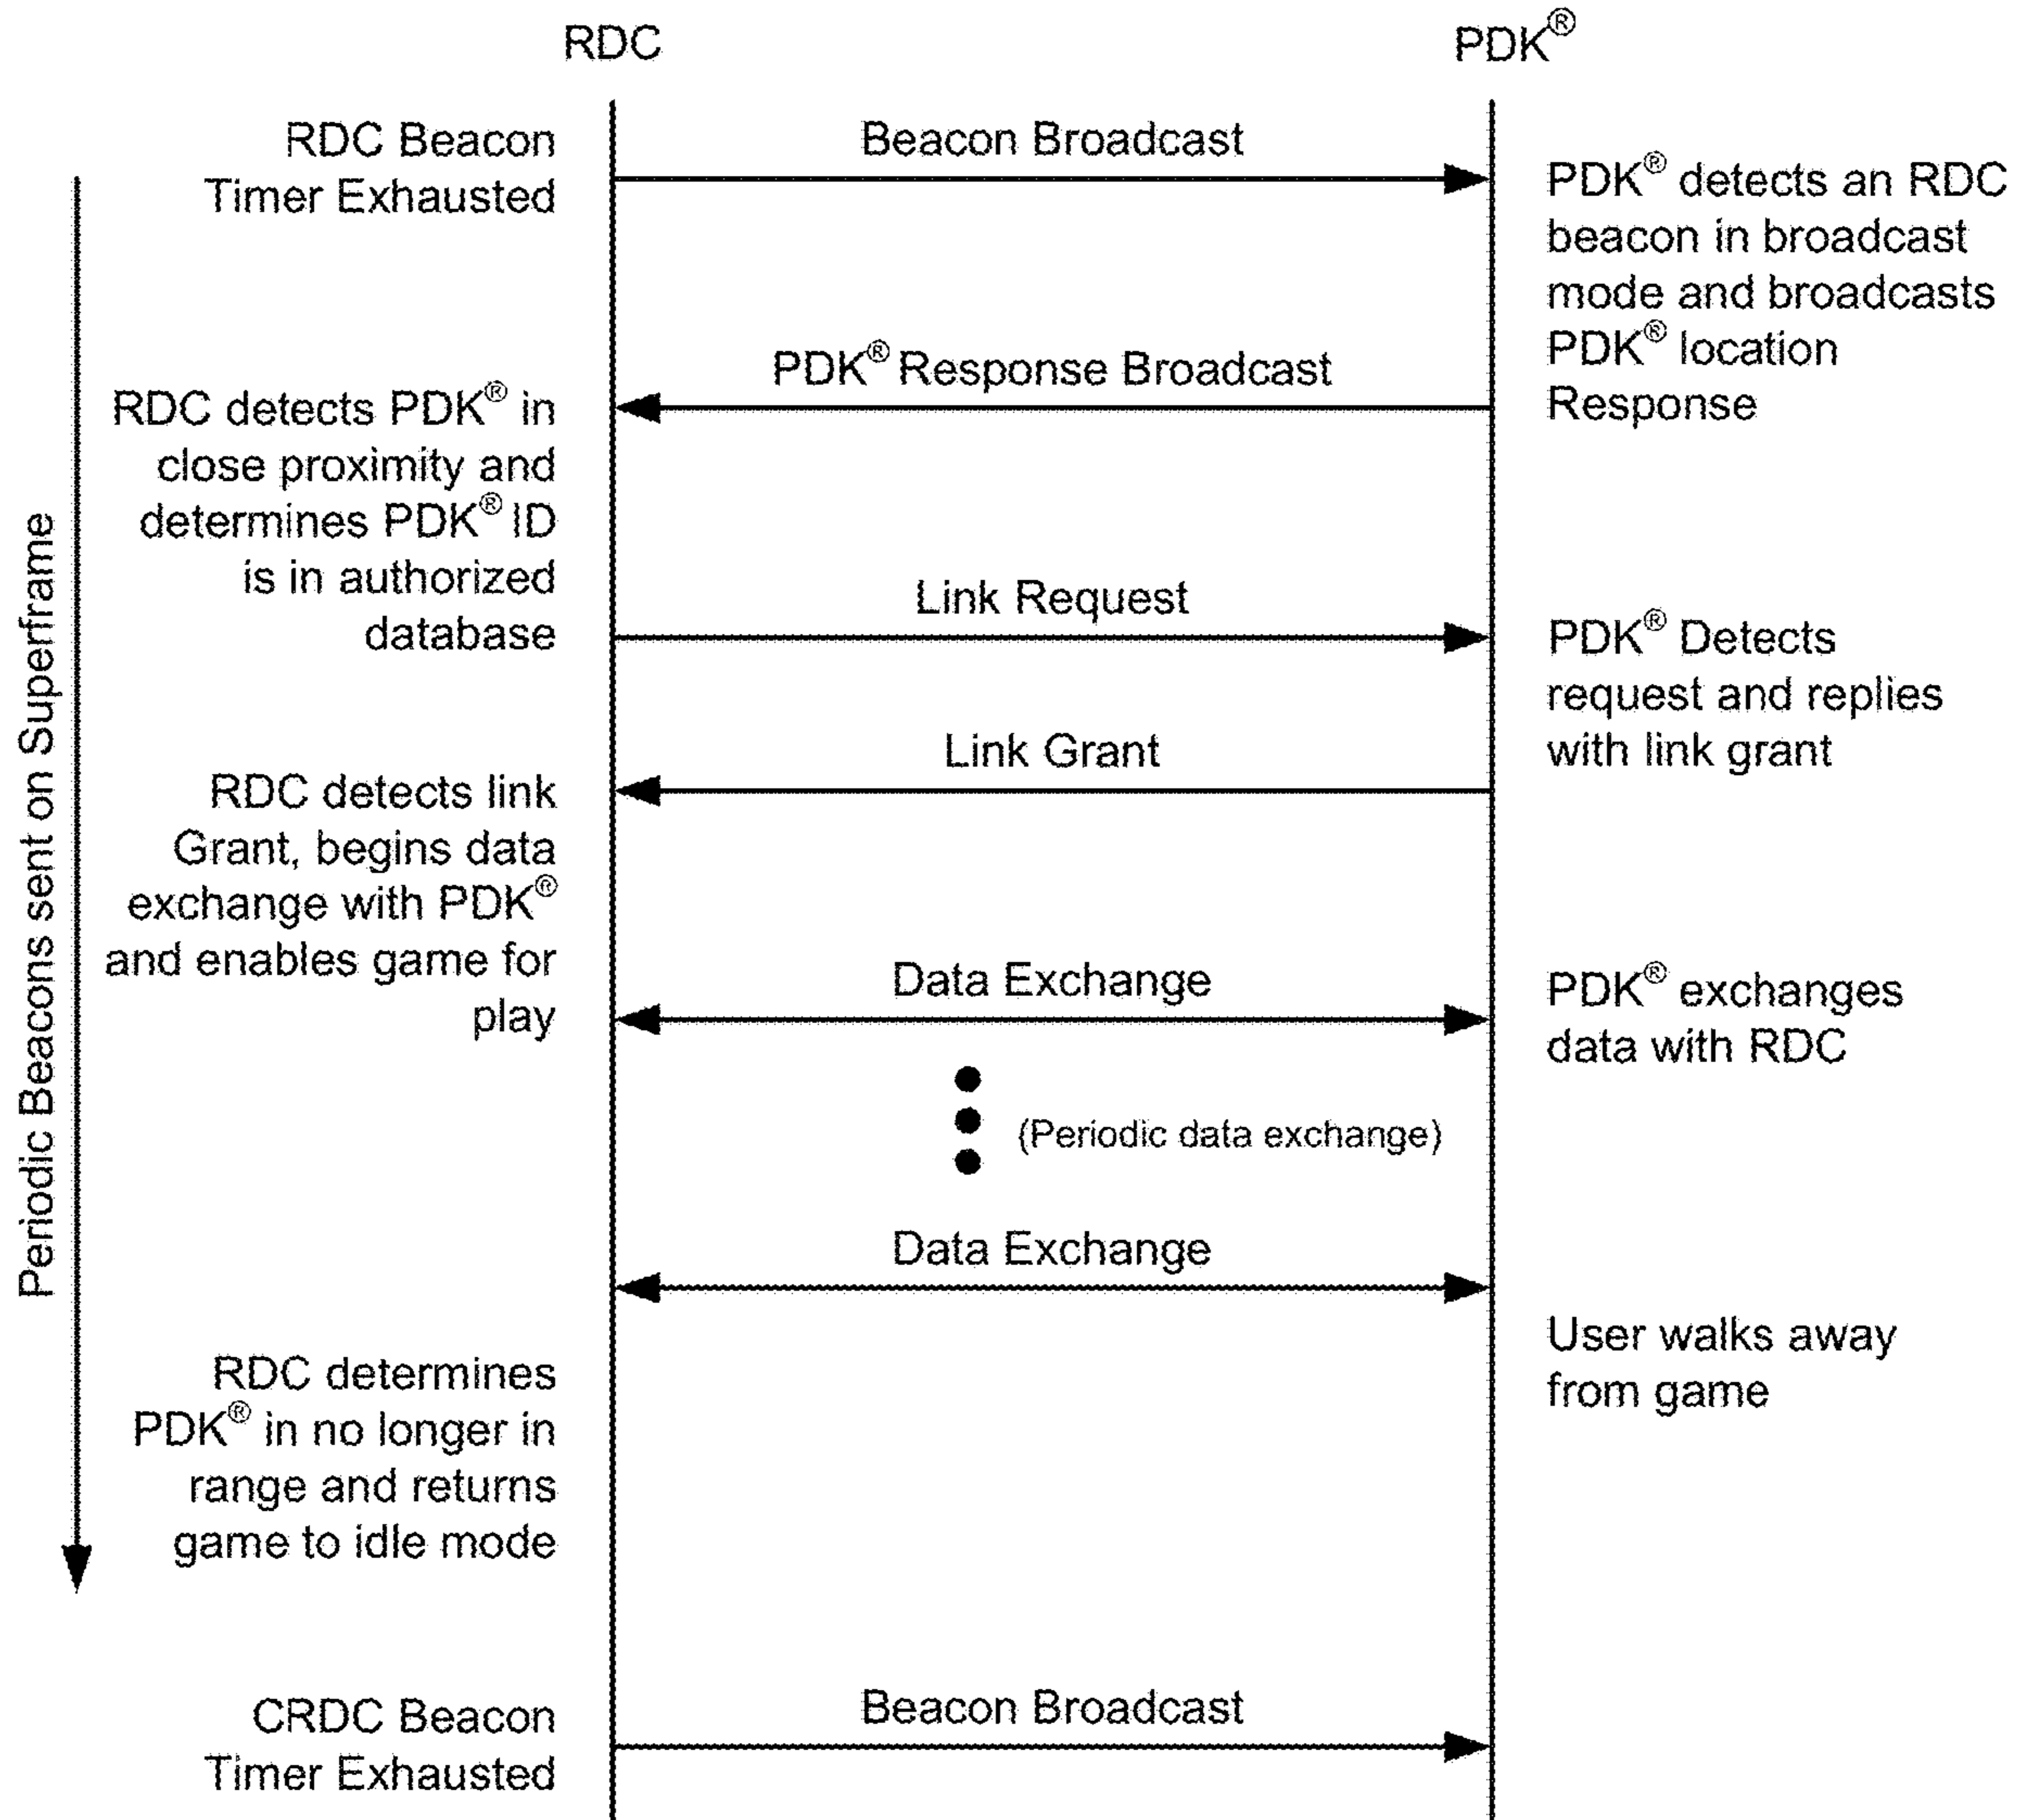 RDC
PDK®
RDC Beacon
Timer Exhausted
Beacon Broadcast
PDK® detects an RDC
beacon in broadcast
mode and broadcasts
PDK® location
Response
PDK® Response Broadcast
RDC detects PDK® in
close proximity and
determines PDK® ID
is in authorized
database
Link Request
PDK® Detects
request and replies
with link grant
Link Grant
RDC detects link
Grant, begins data
exchange with PDK®
and enables game for
play
Data Exchange
PDK® exchanges
data with RDC
(Periodic data exchange)
Data Exchange
User walks away
from game
RDC determines
PDK® in no longer in
range and returns
game to idle mode
Periodic Beacons sent on Superframe
CRDC Beacon
Timer Exhausted
Beacon Broadcast